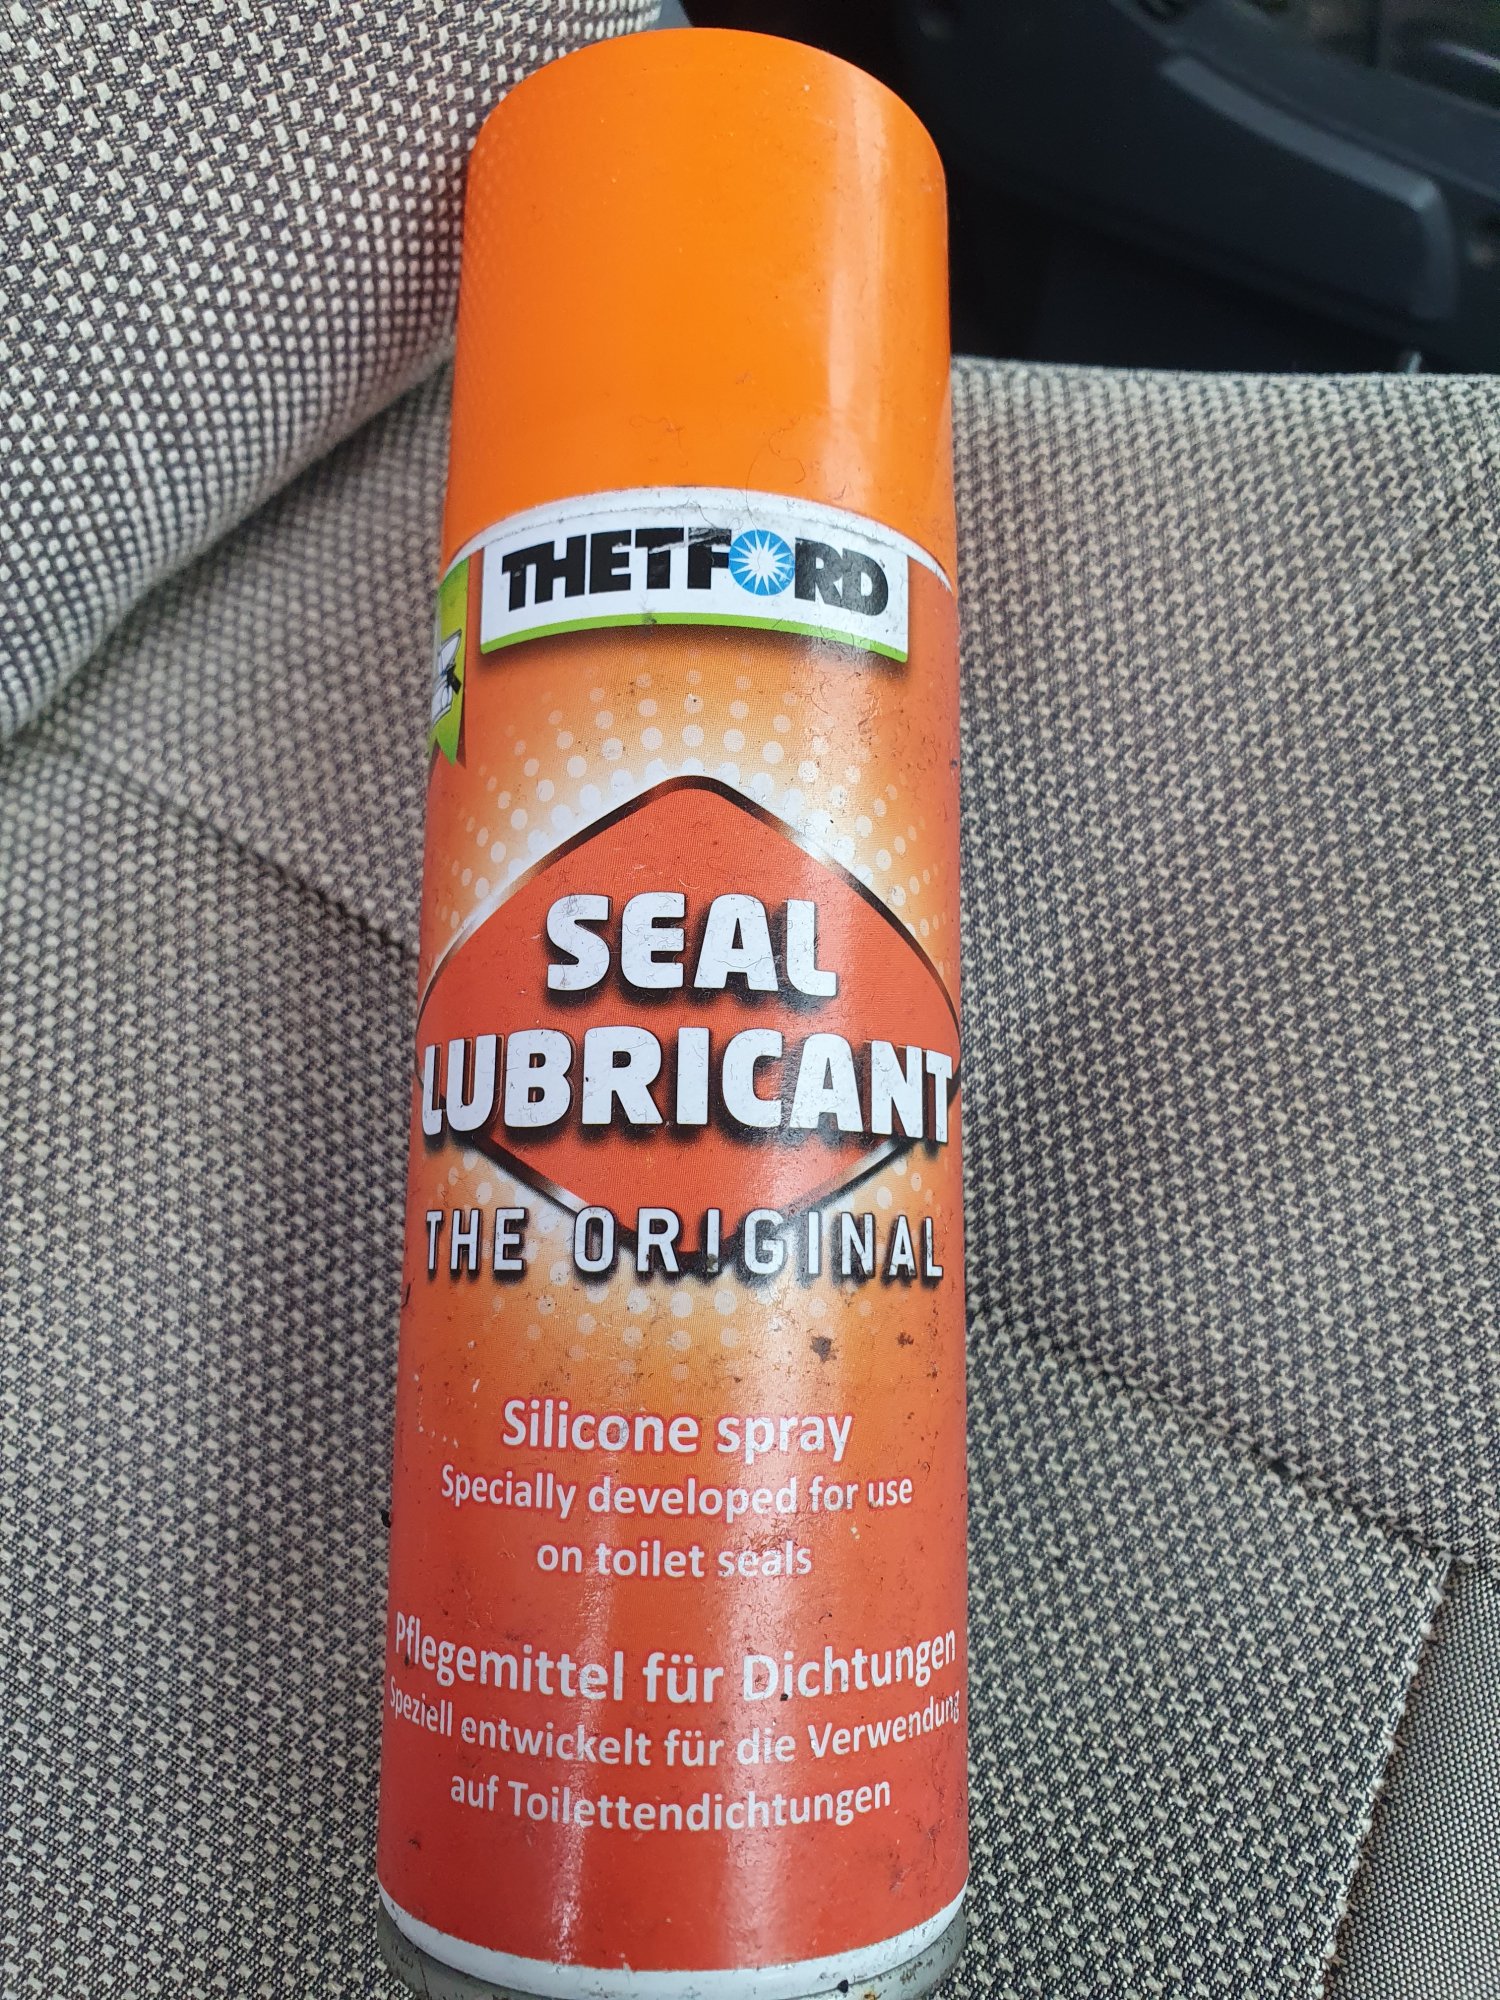 THETFORD
SEAL
LUBRICANT
THE ORIGINAL
Silicone spray
Specially developed for use
on toilet seals
Pflegemittel für Dichtungen
Speziell entwickelt für die Verwendung
auf Toilettendichtungen